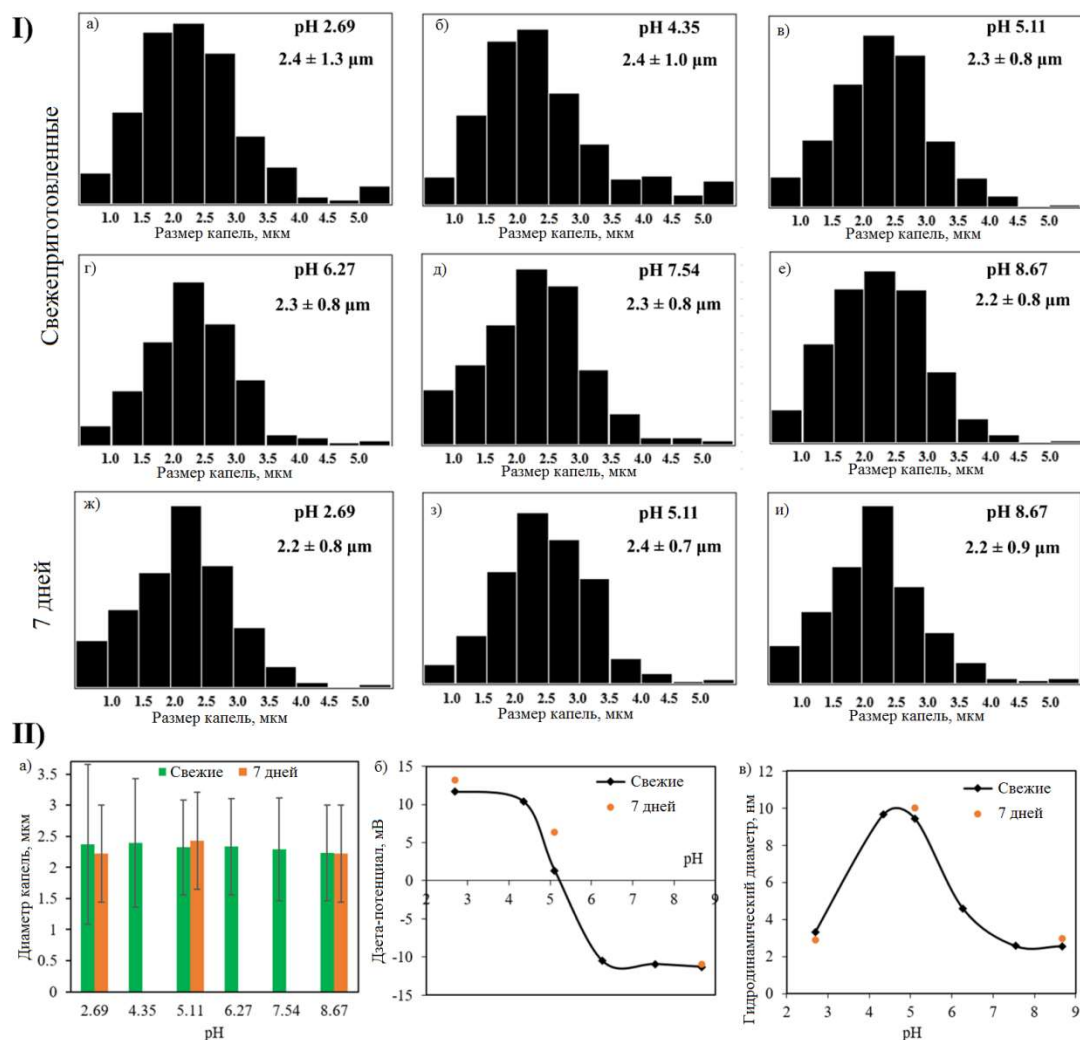 I)
Свежеприготовленные
а)
pH 2.69
2.4 ± 1.3 µm
1.0 1.5 2.0 2.5 3.0 3.5 4.0 4.5 5.0
Размер капель, мкм
б)
pH 4.35
2.4 ± 1.0 µm
1.0 1.5 2.0 2.5 3.0 3.5 4.0 4.5 5.0
Размер капель, мкм
в)
pH 5.11
2.3 ± 0.8 µm
1.0 1.5 2.0 2.5 3.0 3.5 4.0 4.5 5.0
Размер капель, мкм
г)
pH 6.27
2.3 ± 0.8 µm
1.0 1.5 2.0 2.5 3.0 3.5 4.0 4.5 5.0
Размер капель, мкм
д)
pH 7.54
2.3 ± 0.8 µm
1.0 1.5 2.0 2.5 3.0 3.5 4.0 4.5 5.0
Размер капель, мкм
е)
pH 8.67
2.2 ± 0.8 µm
1.0 1.5 2.0 2.5 3.0 3.5 4.0 4.5 5.0
Размер капель, мкм
7 дней
ж)
pH 2.69
2.2 ± 0.8 µm
1.0 1.5 2.0 2.5 3.0 3.5 4.0 4.5 5.0
Размер капель, мкм
з)
pH 5.11
2.4 ± 0.7 µm
1.0 1.5 2.0 2.5 3.0 3.5 4.0 4.5 5.0
Размер капель, мкм
и)
pH 8.67
2.2 ± 0.9 µm
1.0 1.5 2.0 2.5 3.0 3.5 4.0 4.5 5.0
Размер капель, мкм
II)
а)
Свежие 7 дней
Диаметр капель, мкм
3.5
3
2.5
2
1.5
1
0.5
0
2.69 4.35 5.11 6.27 7.54 8.67
pH
б)
Свежие
7 дней
Дзета-потенциал, мВ
15
10
5
0
-5
-10
-15
pH
2 3 4 5 6 7 8 9
в)
Свежие
7 дней
Гидродинамический диаметр, нм
12
10
8
6
4
2
0
2 3 4 5 6 7 8 9
pH